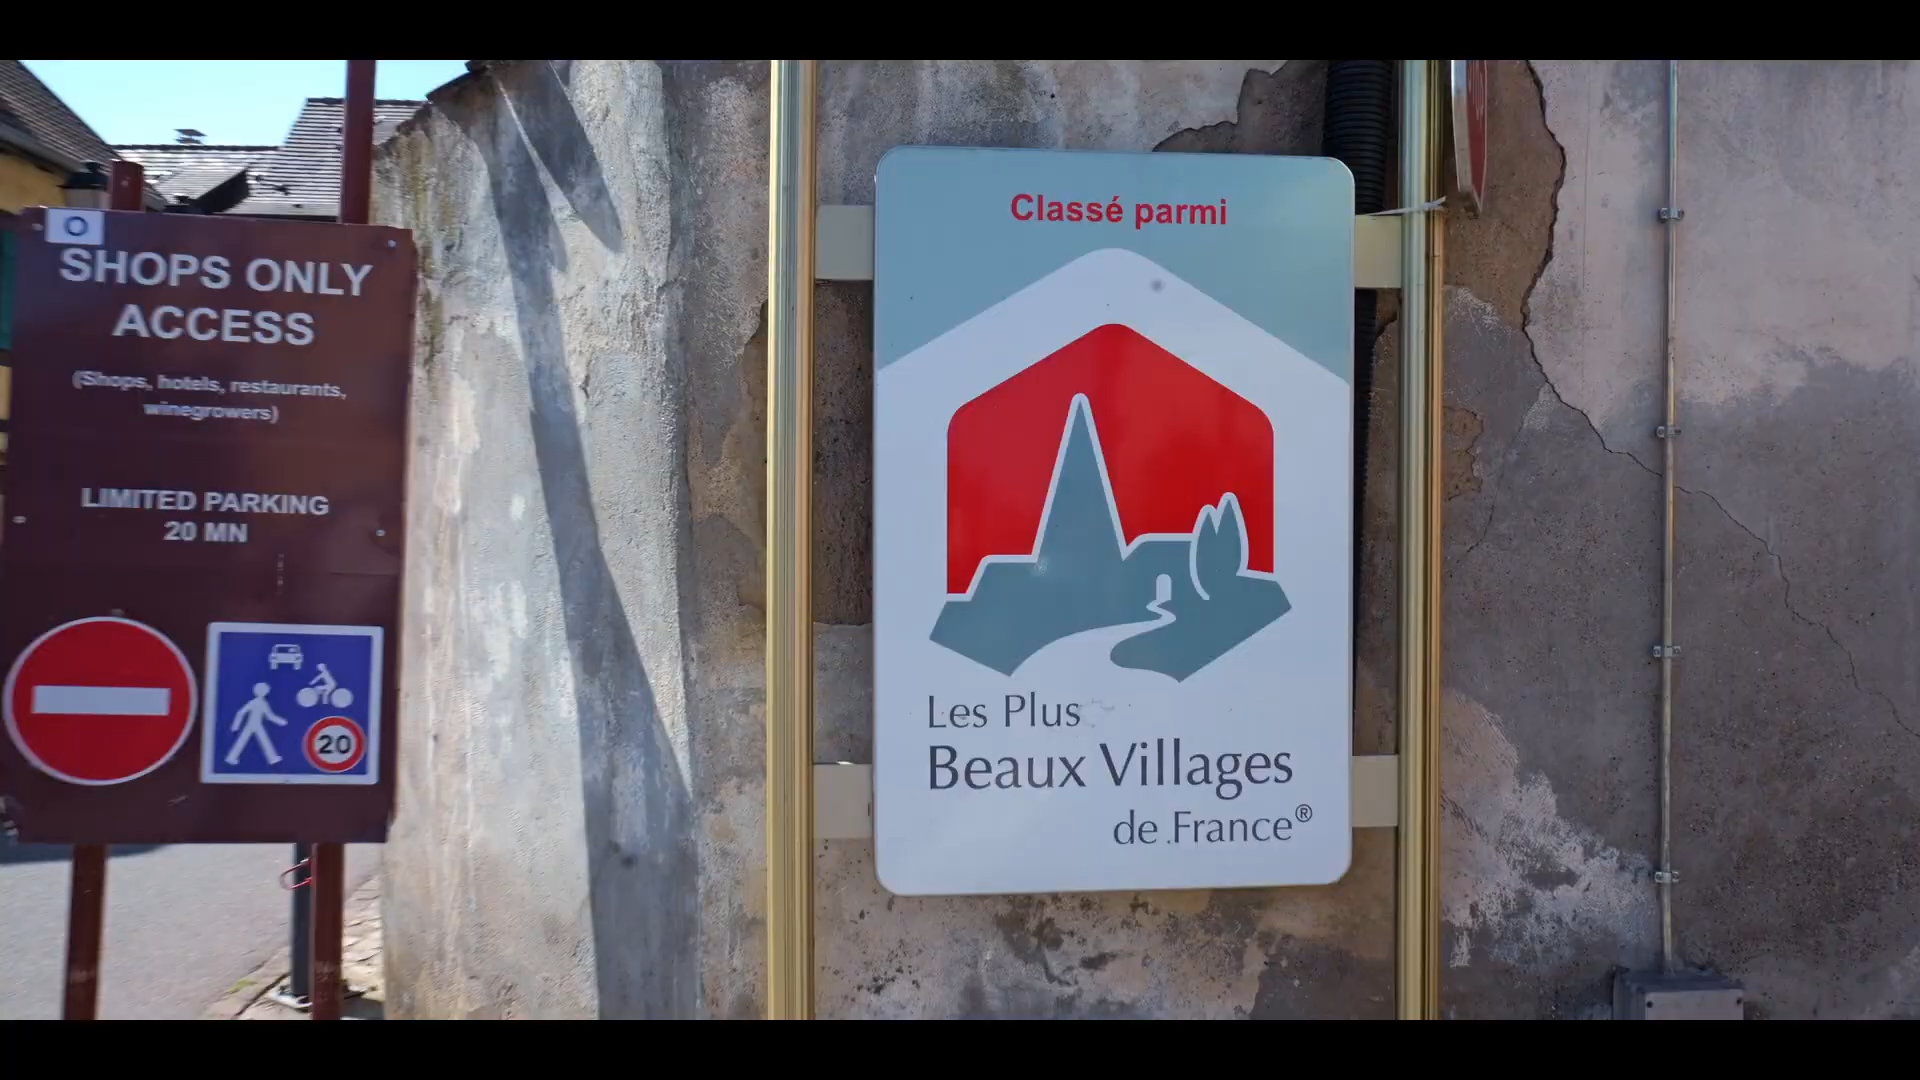 O
SHOPS ONLY
ACCESS
(Shops, hotels, restaurants,
winegrowers)
LIMITED PARKING
20 MN
20
Classé parmi
Les Plus
Beaux Villages
de France®